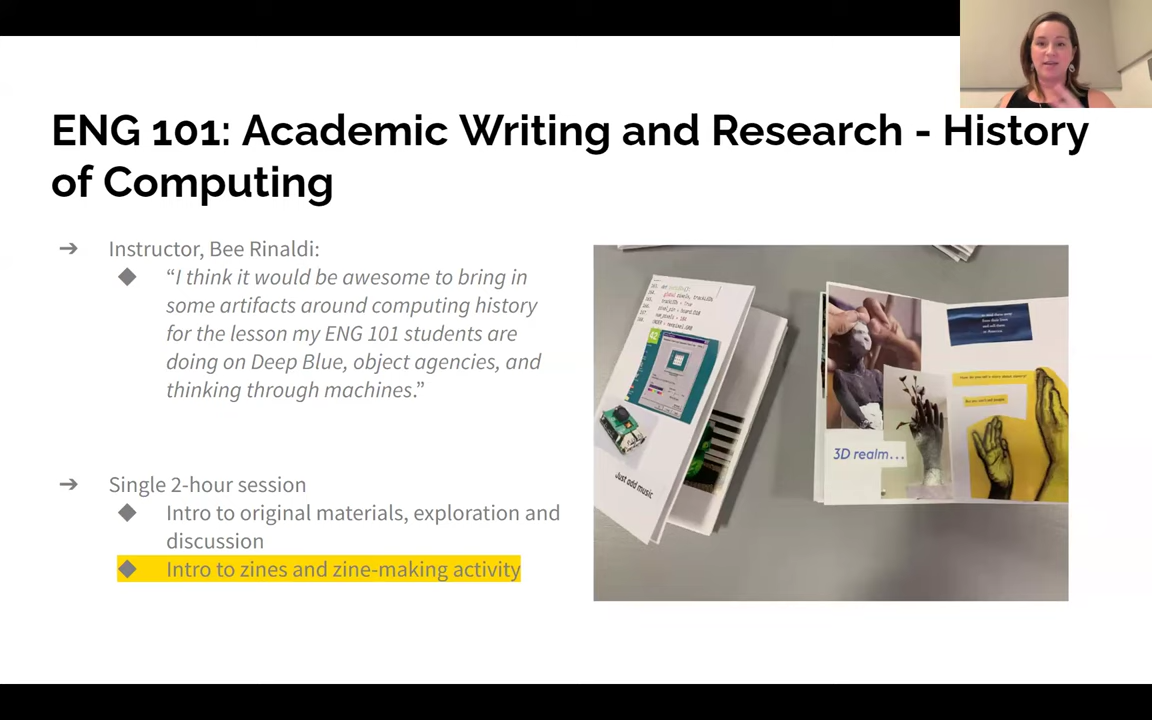 ENG 101: Academic Writing and Research - History
of Computing
➔ Instructor, Bee Rinaldi:
◆ “I think it would be awesome to bring in
some artifacts around computing history
for the lesson my ENG 101 students are
doing on Deep Blue, object agencies, and
thinking through machines.”
➔ Single 2-hour session
◆ Intro to original materials, exploration and
discussion
◆ Intro to zines and zine-making activity
Just add music
3D realm...